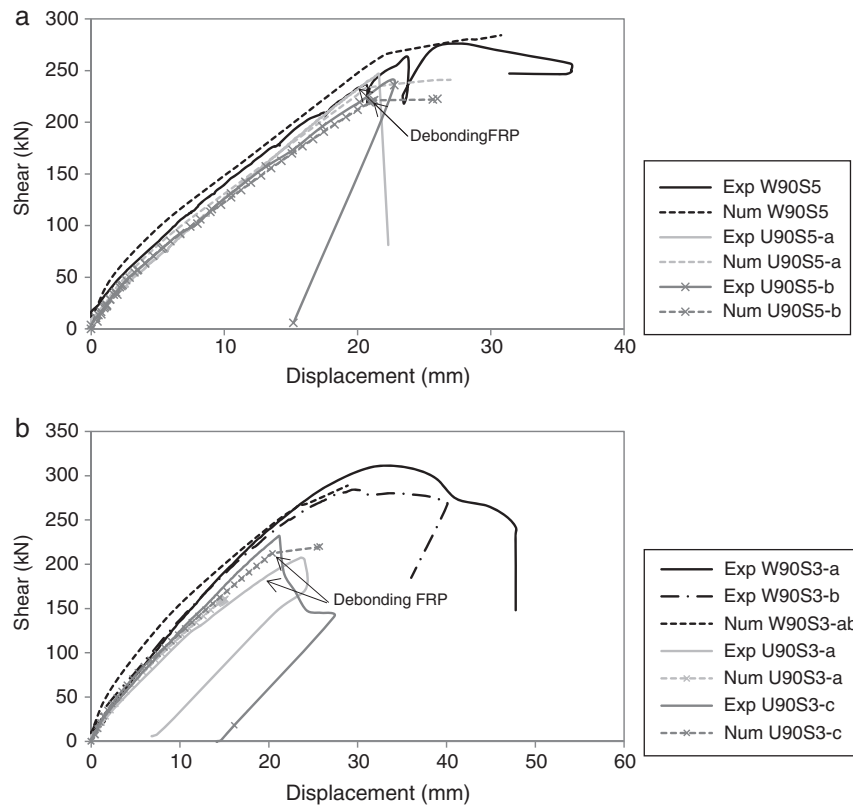 a
300
250
200
150
100
50
0
Shear (kN)
DebondingFRP
0
10
20
30
40
Displacement (mm)
Exp W90S5
Num W90S5
Exp U90S5-a
Num U90S5-a
Exp U90S5-b
Num U90S5-b
b
350
300
250
200
150
100
50
0
Shear (kN)
Debonding FRP
0
10
20
30
40
50
60
Displacement (mm)
Exp W90S3-a
Exp W90S3-b
Num W90S3-ab
Exp U90S3-a
Num U90S3-a
Exp U90S3-c
Num U90S3-c